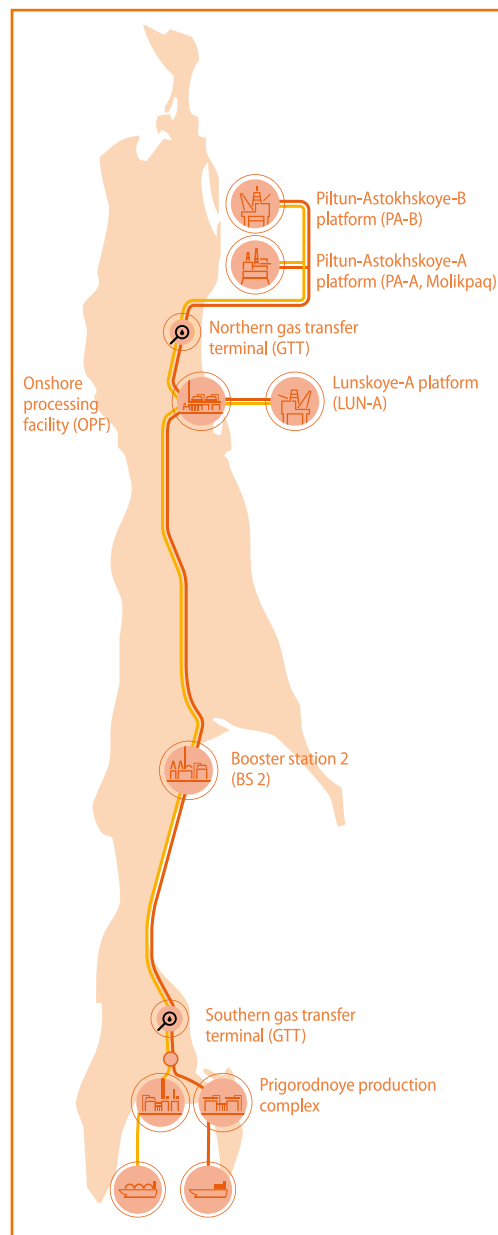 Piltun-Astokhskoye-B
platform (PA-B)
Piltun-Astokhskoye-A
platform (PA-A, Molikpaq)
Northern gas transfer
terminal (GTT)
Onshore
processing
facility (OPF)
Lunskoye-A platform
(LUN-A)
Booster station 2
(BS 2)
Southern gas transfer
terminal (GTT)
Prigorodnoye production
complex